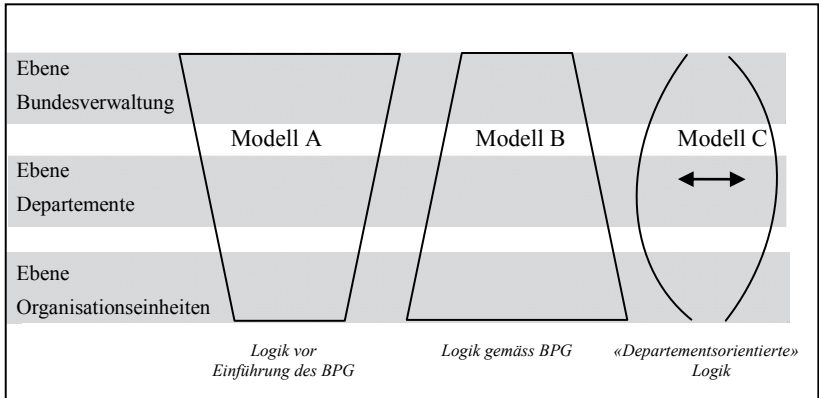 Ebene
Bundesverwaltung
Modell A
Modell B
Modell C
Ebene
Departemente
Ebene
Organisationseinheiten
Logik vor
Einführung des BPG
Logik gemäss BPG
«Departementsorientierte»
Logik